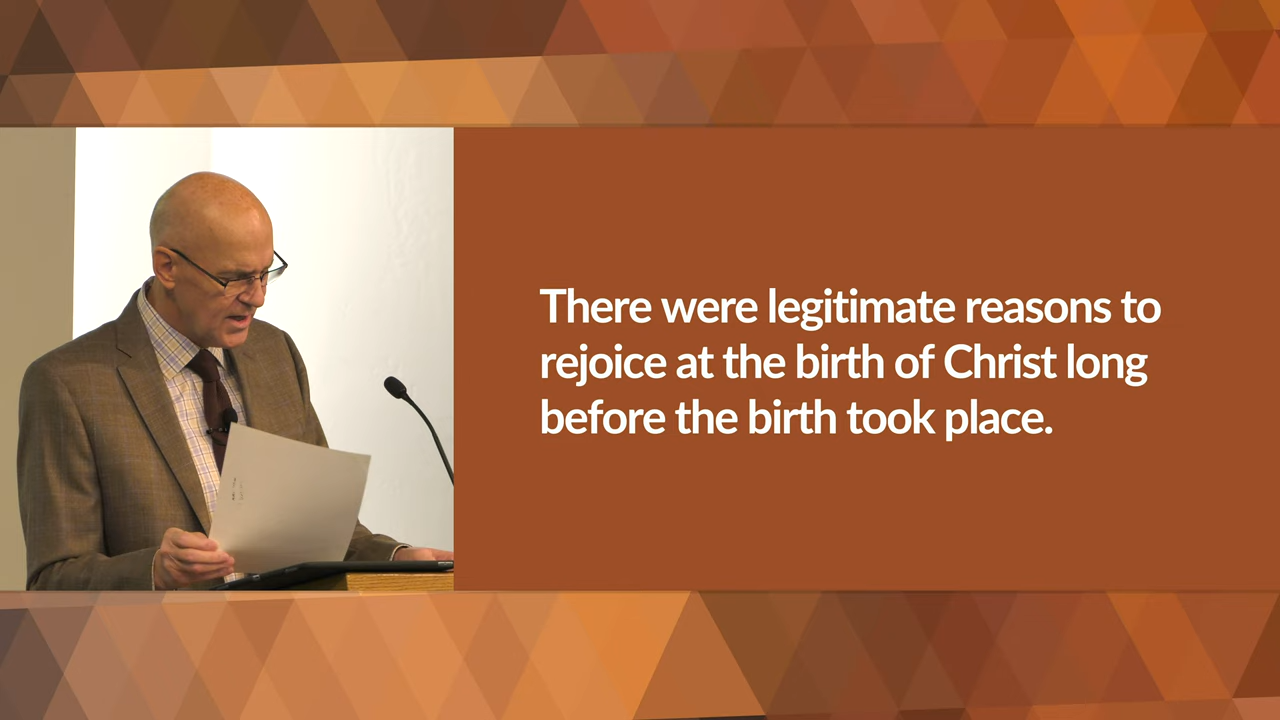 There were legitimate reasons to
rejoice at the birth of Christ long
before the birth took place.